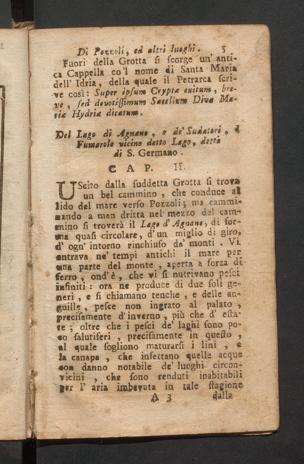 Di Pozzoli, ed altri luoghi. 5
Fuori della Grotta si scorge un' anti-
ca Cappella co'l nome di Santa Maria
dell' Idria, della quale il Petrarca scri-
ve così: Super ipsum Cryptæ exitum, bre-
ve, sed devotissimum Sacellum Divæ Ma-
riæ Hydriæ dicatum.
Del Lago di Agnano, e de' Sudatori, e
Fumarole vicino detto Lago, detti
di S. Germano.
CAP. II.
USCito dalla suddetta Grotta si trova
un bel cammino, che conduce al
lido del mare verso Pozzoli; ma cammi-
nando a man dritta nel mezzo del cam-
mino si troverà il Lago d'Agnano, di for-
ma quasi circolare, d'un miglio di giro,
d' ogn' intorno rinchiuso da' monti. Vi
entrava ne' tempi antichi il mare per
una parte del monte, aperta a forza di
ferro, ond'è, che vi si nutrivano pesci
infiniti: ora ne produce di due soli ge-
neri, e si chiamano tenche, e delle an-
guille, pesce non ingrato al palato,
precisamente d'inverno, più che d' esta-
te; oltre che i pesci de' laghi sono po-
co salutiferi, precisamente in questo,
al quale sogliono maturarsi i lini, e
la canapa, che infettano quelle acque
con danno notabile de' luoghi circon-
vicini, che sono renduti inabitabili
per l' aria imbevuta in tale stagione
A 3 dalla